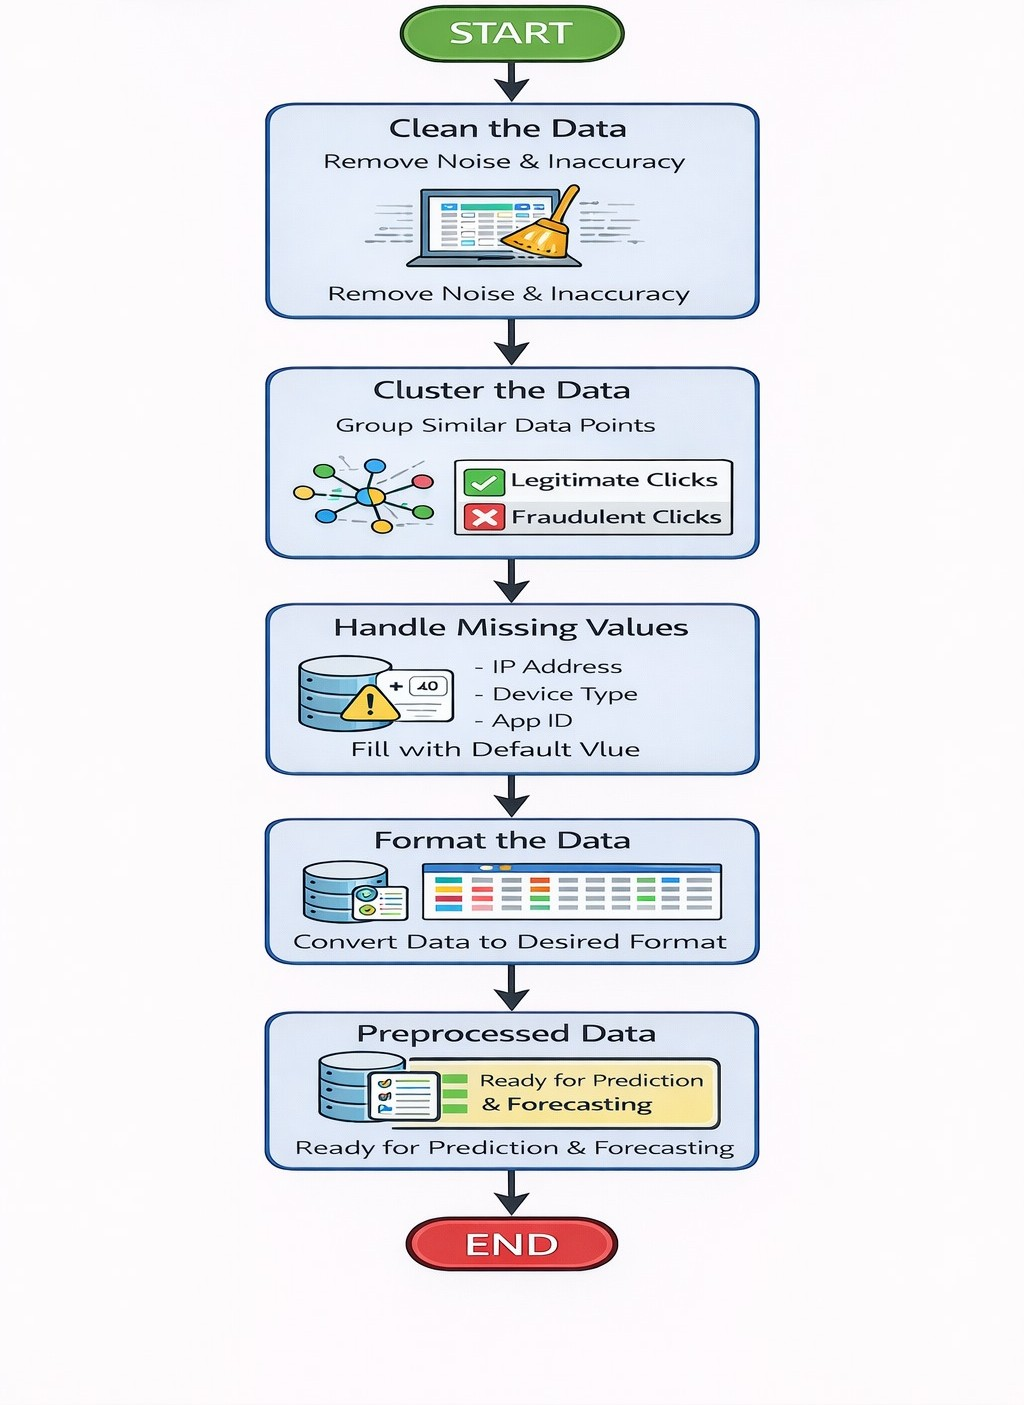 START
Clean the Data
Remove Noise & Inaccuracy
Remove Noise & Inaccuracy
Cluster the Data
Group Similar Data Points
Legitimate Clicks
Fraudulent Clicks
Handle Missing Values
- IP Address
- Device Type
- App ID
Fill with Default Vlue
Format the Data
Convert Data to Desired Format
Preprocessed Data
Ready for Prediction
& Forecasting
Ready for Prediction & Forecasting
END